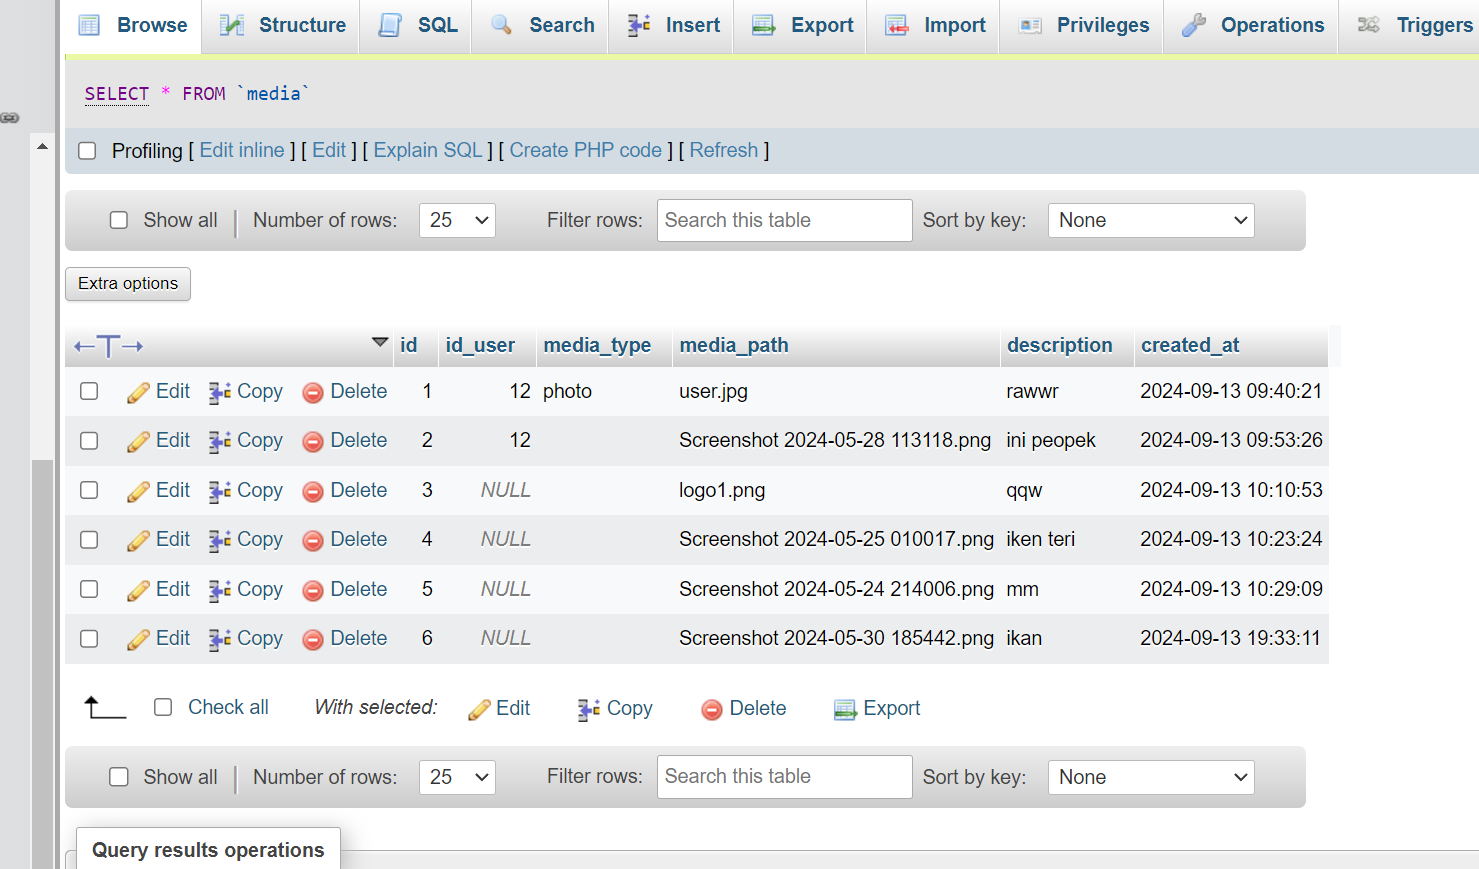 Browse Structure SQL Search Insert Export Import Privileges Operations Triggers
SELECT * FROM `media`
Profiling [ Edit inline ] [ Edit ] [ Explain SQL ] [ Create PHP code ] [ Refresh ]
Show all Number of rows: 25 Filter rows: Search this table Sort by key: None
Extra options
id id_user media_type media_path description created_at
Edit Copy Delete 1 12 photo user.jpg rawwr 2024-09-13 09:40:21
Edit Copy Delete 2 12 Screenshot 2024-05-28 113118.png ini peopek 2024-09-13 09:53:26
Edit Copy Delete 3 NULL logo1.png qqw 2024-09-13 10:10:53
Edit Copy Delete 4 NULL Screenshot 2024-05-25 010017.png iken teri 2024-09-13 10:23:24
Edit Copy Delete 5 NULL Screenshot 2024-05-24 214006.png mm 2024-09-13 10:29:09
Edit Copy Delete 6 NULL Screenshot 2024-05-30 185442.png ikan 2024-09-13 19:33:11
Check all With selected: Edit Copy Delete Export
Show all Number of rows: 25 Filter rows: Search this table Sort by key: None
Query results operations